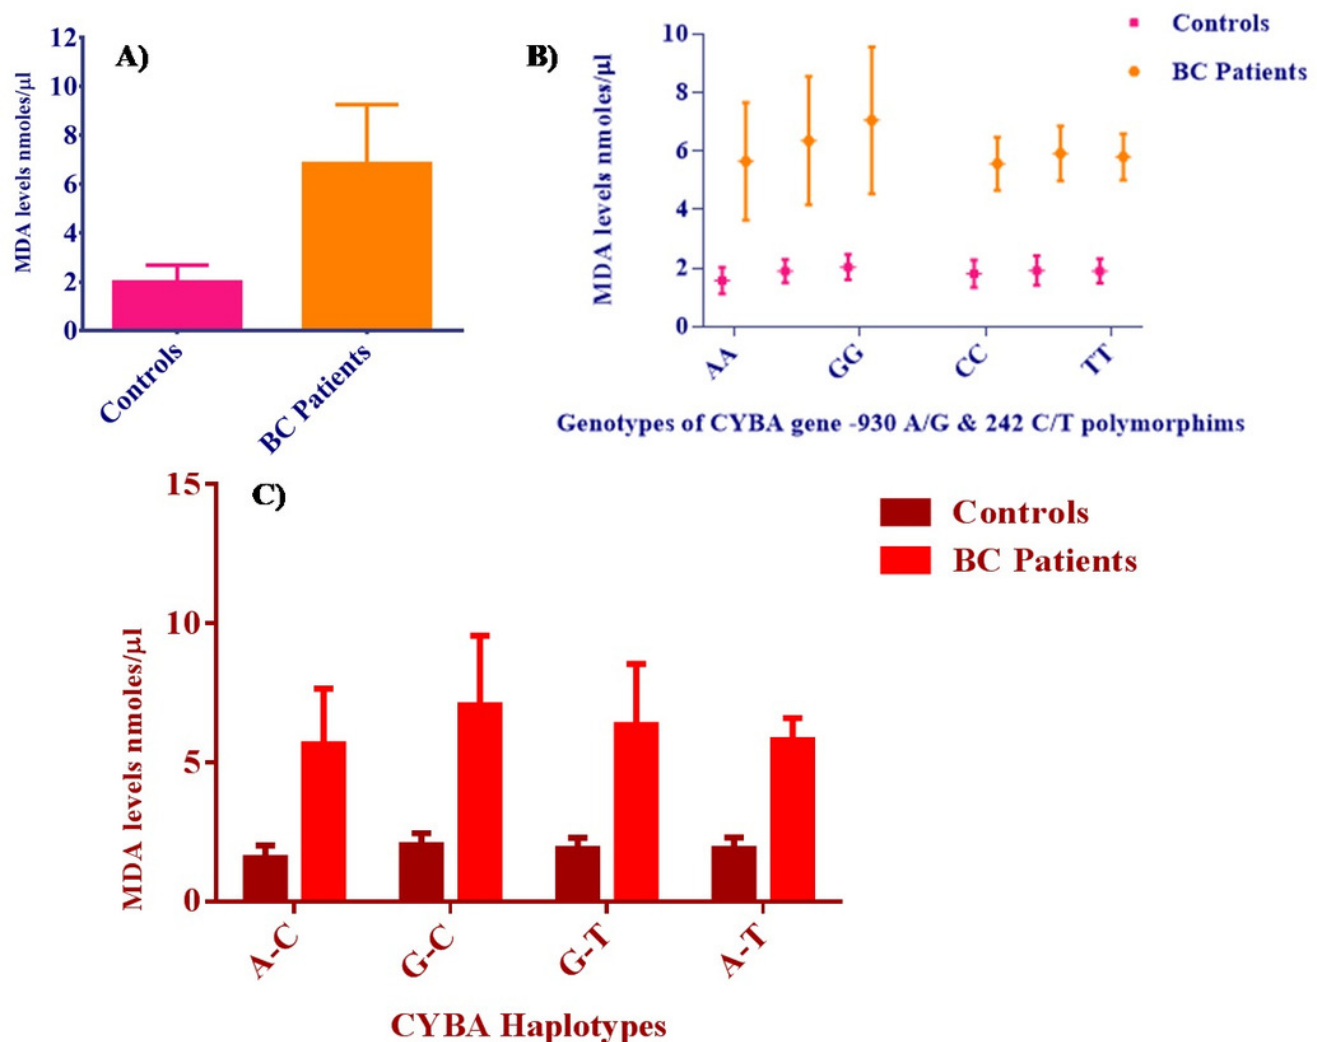 A)
MDA levels nmoles/µl
12
10
8
6
4
2
0
Controls
BC Patients
B)
Controls
BC Patients
MDA levels nmoles/µl
10
8
6
4
2
0
AA
GG
CC
TT
Genotypes of CYBA gene -930 A/G & 242 C/T polymorphims
C)
Controls
BC Patients
MDA levels nmoles/µl
15
10
5
0
A-C
G-C
G-T
A-T
CYBA Haplotypes